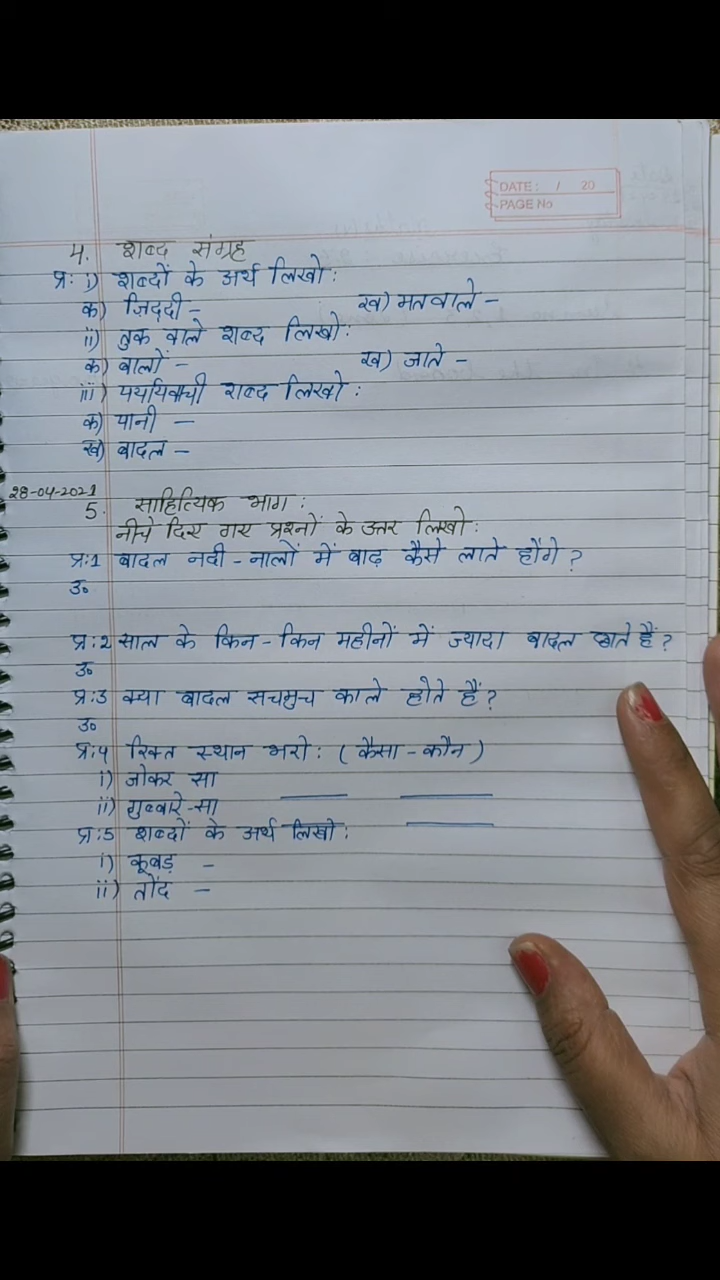 DATE: / 20
PAGE No
4. शब्द संग्रह
प्र: i) शब्दों के अर्थ लिखो:
क) ज़िद्दी - ख) मतवाले -
ii) तुक वाले शब्द लिखो:
क) बालों - ख) जाते -
iii) पर्यायवाची शब्द लिखो:
क) पानी -
ख) बादल -
28-04-2021
5. साहित्यिक भाग:
नीचे दिए गए प्रश्नों के उत्तर लिखो:
प्र:1 बादल नदी - नालों में बाढ़ कैसे लाते होंगे?
उ०
प्र:2 साल के किन - किन महीनों में ज्यादा बादल छाते हैं?
उ०
प्र:3 क्या बादल सचमुच काले होते हैं?
उ०
प्र:4 रिक्त स्थान भरो: (कैसा - कौन)
i) जोकर सा
ii) गुब्बारे-सा
प्र:5 शब्दों के अर्थ लिखो:
i) कूबड़ -
ii) तोंद -